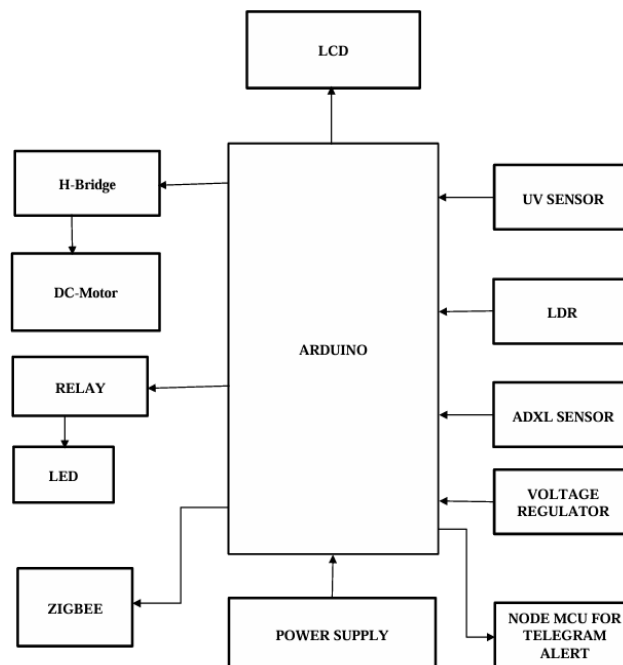 LCD
H-Bridge
UV SENSOR
DC-Motor
LDR
ARDUINO
RELAY
ADXL SENSOR
LED
VOLTAGE
REGULATOR
ZIGBEE
POWER SUPPLY
NODE MCU FOR
TELEGRAM
ALERT